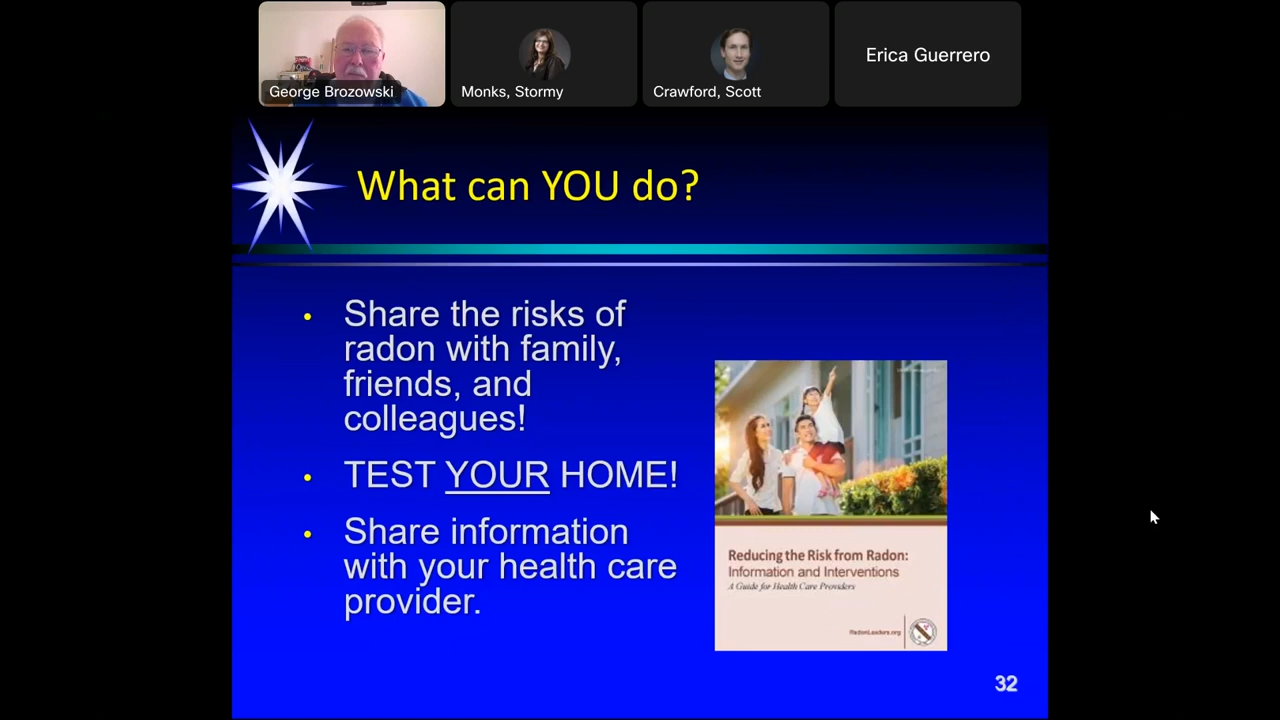 George Brozowski
Monks, Stormy
Crawford, Scott
Erica Guerrero
What can YOU do?
• Share the risks of
radon with family,
friends, and
colleagues!
• TEST YOUR HOME!
• Share information
with your health care
provider.
Reducing the Risk from Radon:
Information and Interventions
A Guide for Health Care Providers
RadonLeaders.org
32